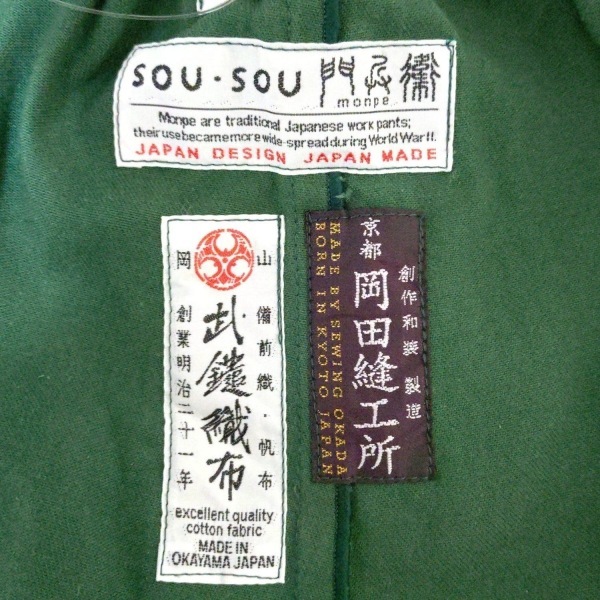 SOU・SOU 門兵衛
monpe
Monpe are traditional Japanese work pants;
their use became more wide-spread during World War II.
JAPAN DESIGN JAPAN MADE
岡山
備前織・帆布
武鑓織布
創業明治二十一年
excellent quality
cotton fabric
MADE IN
OKAYAMA JAPAN
創作和装 製造
京都
岡田縫工所
MADE BY SEWING OKADA
BORN IN KYOTO JAPAN